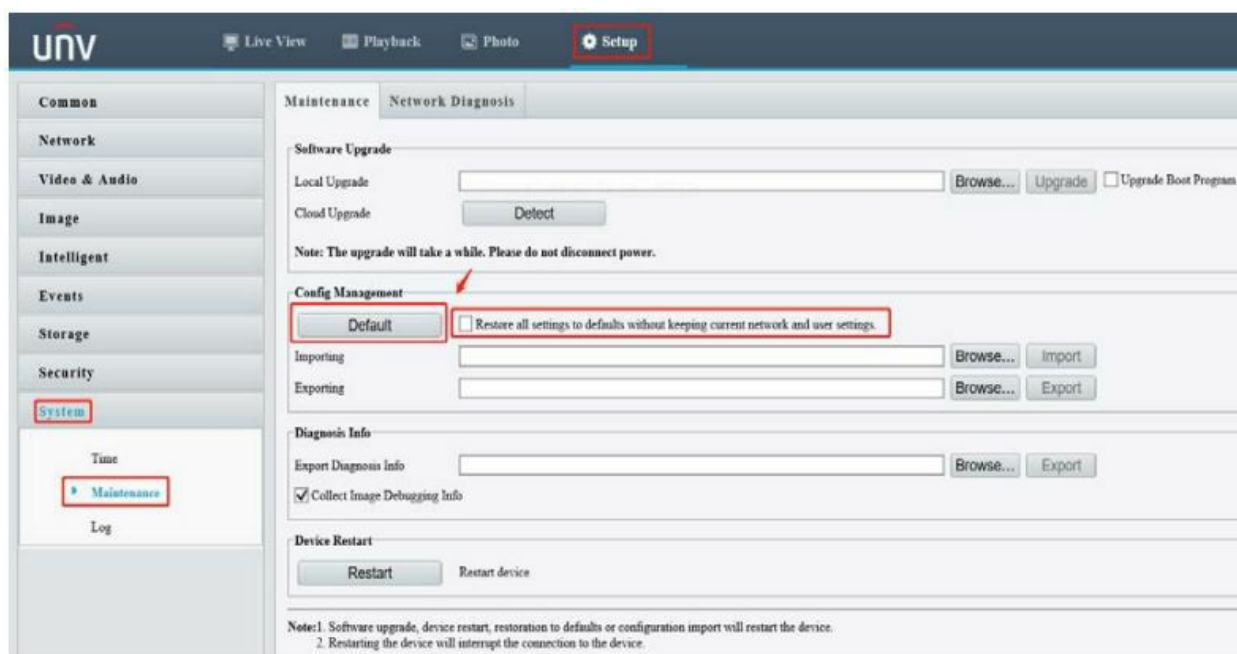 unv
Live View Playback Photo Setup
Common
Network
Video & Audio
Image
Intelligent
Events
Storage
Security
System
Time
Maintenance
Log
Maintenance Network Diagnosis
Software Upgrade
Local Upgrade Browse... Upgrade Upgrade Boot Program
Cloud Upgrade Detect
Note: The upgrade will take a while. Please do not disconnect power.
Config Management
Default Restore all settings to defaults without keeping current network and user settings.
Importing Browse... Import
Exporting Browse... Export
Diagnosis Info
Export Diagnosis Info Browse... Export
Collect Image Debugging Info
Device Restart
Restart Restart device
Note:1. Software upgrade, device restart, restoration to defaults or configuration import will restart the device.
2. Restarting the device will interrupt the connection to the device.